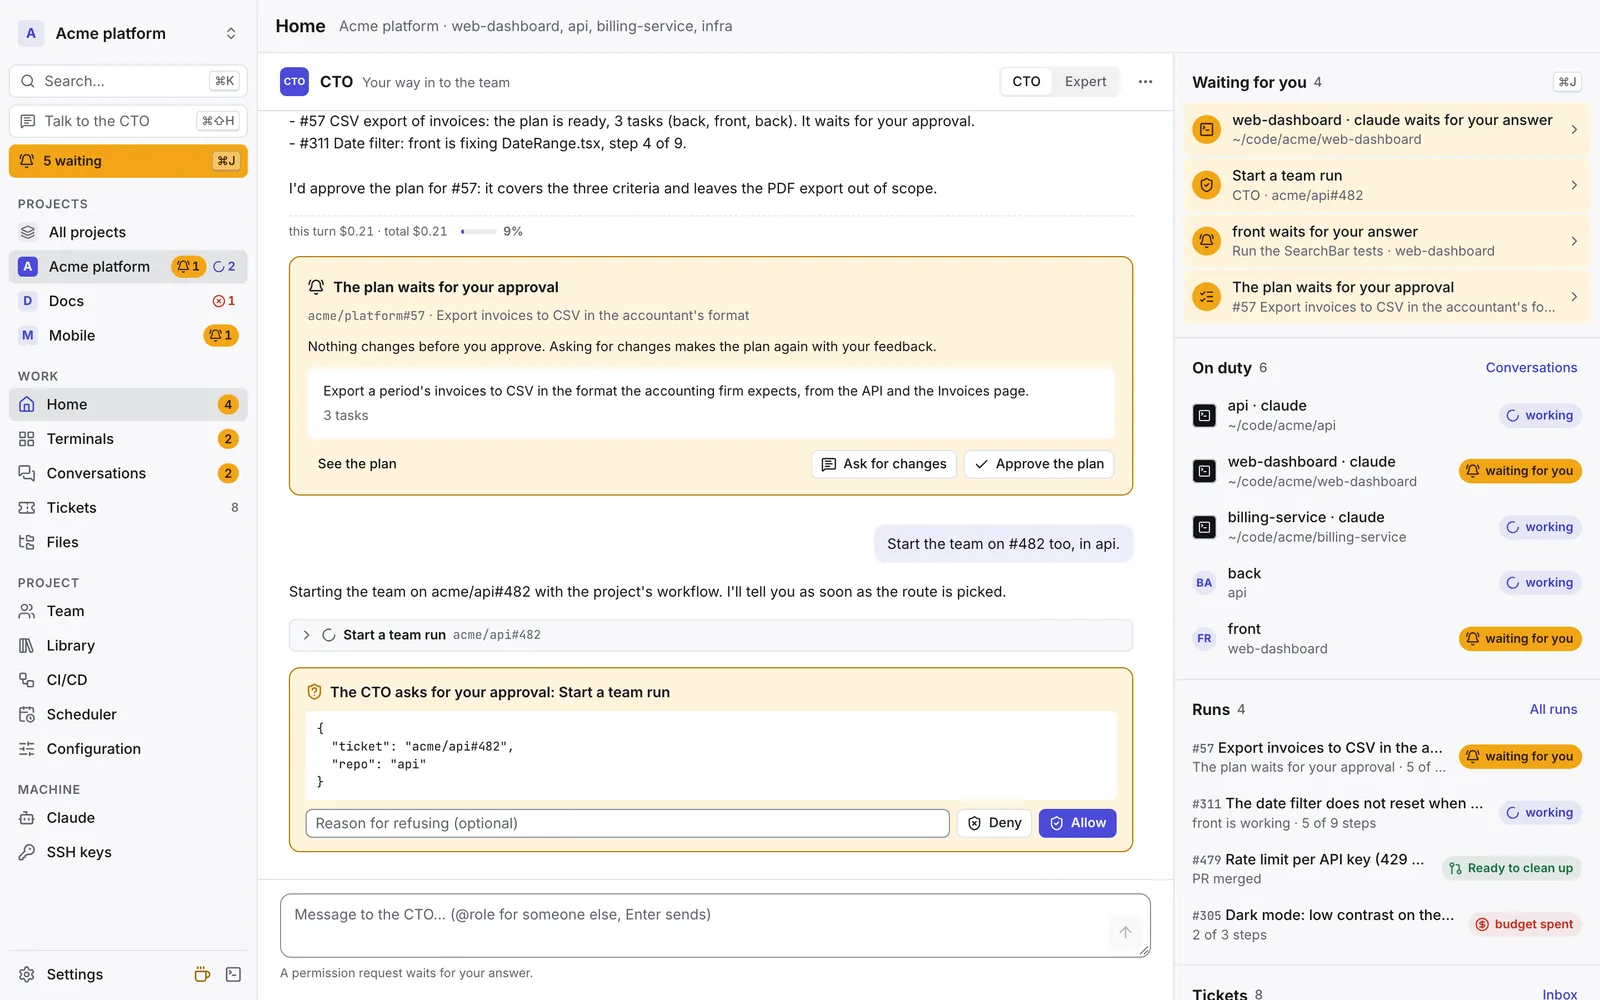 A Acme platform
Search... ⌘K
Talk to the CTO ⌘⇧H
5 waiting ⌘J
PROJECTS
All projects
A Acme platform 1 2
D Docs 1
M Mobile 1
WORK
Home 4
Terminals 2
Conversations 2
Tickets 8
Files
PROJECT
Team
Library
CI/CD
Scheduler
Configuration
MACHINE
Claude
SSH keys
Settings
Home Acme platform · web-dashboard, api, billing-service, infra
CTO CTO Your way in to the team CTO Expert
- #57 CSV export of invoices: the plan is ready, 3 tasks (back, front, back). It waits for your approval.
- #311 Date filter: front is fixing DateRange.tsx, step 4 of 9.
I'd approve the plan for #57: it covers the three criteria and leaves the PDF export out of scope.
this turn $0.21 · total $0.21 9%
The plan waits for your approval
acme/platform#57 · Export invoices to CSV in the accountant's format
Nothing changes before you approve. Asking for changes makes the plan again with your feedback.
Export a period's invoices to CSV in the format the accounting firm expects, from the API and the Invoices page.
3 tasks
See the plan Ask for changes Approve the plan
Start the team on #482 too, in api.
Starting the team on acme/api#482 with the project's workflow. I'll tell you as soon as the route is picked.
Start a team run acme/api#482
The CTO asks for your approval: Start a team run
{
"ticket": "acme/api#482",
"repo": "api"
}
Reason for refusing (optional) Deny Allow
Message to the CTO... (@role for someone else, Enter sends)
A permission request waits for your answer.
Waiting for you 4 ⌘J
web-dashboard · claude waits for your answer
~/code/acme/web-dashboard
Start a team run
CTO · acme/api#482
front waits for your answer
Run the SearchBar tests · web-dashboard
The plan waits for your approval
#57 Export invoices to CSV in the accountant's fo...
On duty 6 Conversations
api · claude
~/code/acme/api
working
web-dashboard · claude
~/code/acme/web-dashboard
waiting for you
billing-service · claude
~/code/acme/billing-service
working
BA back
api
working
FR front
web-dashboard
waiting for you
Runs 4 All runs
#57 Export invoices to CSV in the a...
The plan waits for your approval · 5 of ...
waiting for you
#311 The date filter does not reset when ...
front is working · 5 of 9 steps
working
#479 Rate limit per API key (429 ...
PR merged
Ready to clean up
#305 Dark mode: low contrast on the...
2 of 3 steps
budget spent
Tickets 8 Inbox